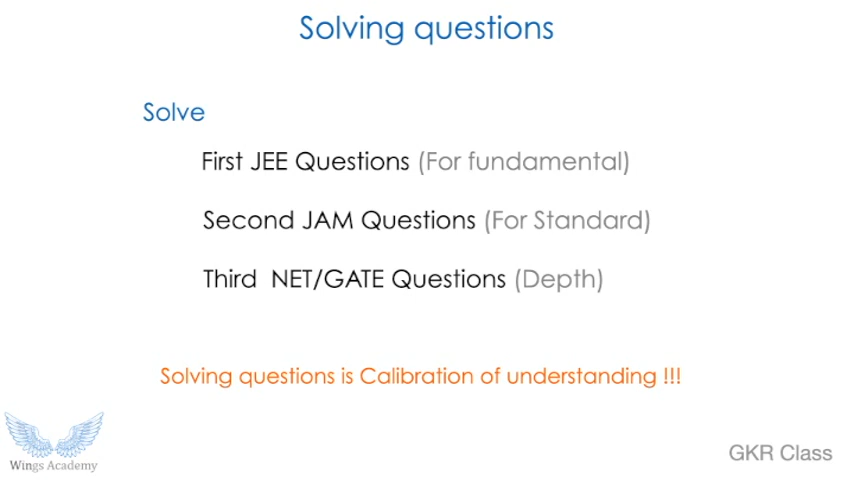 Solving questions
Solve
First JEE Questions (For fundamental)
Second JAM Questions (For Standard)
Third NET/GATE Questions (Depth)
Solving questions is Calibration of understanding !!!
Wings Academy
GKR Class